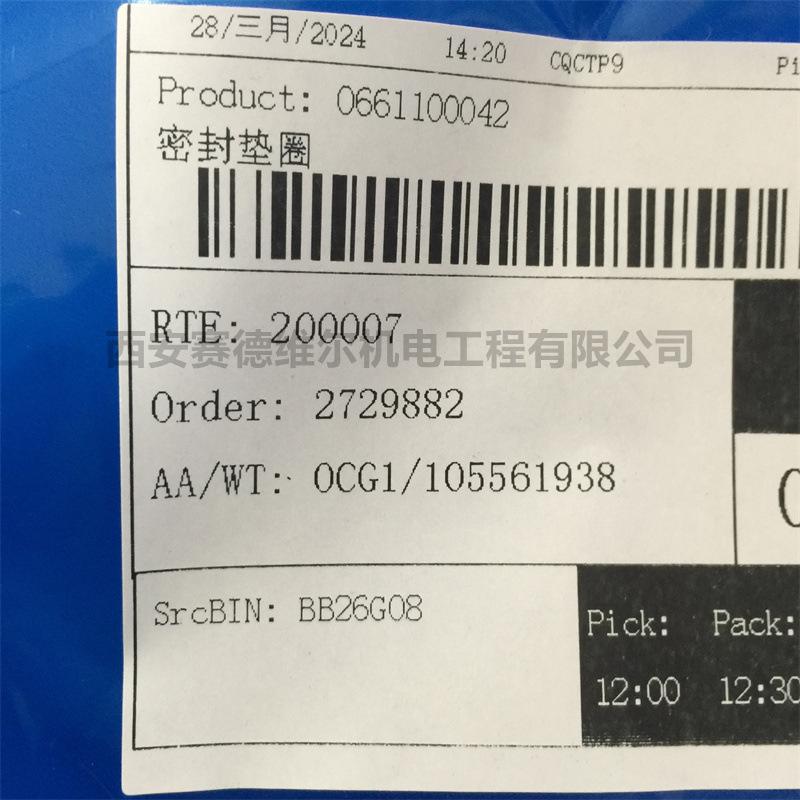 28/三月/2024 14:20 CQCTP9 Pi
Product: 0661100042
密封垫圈
RTE: 200007
西安赛德维尔机电工程有限公司
Order: 2729882
AA/WT: OCG1/105561938
SrcBIN: BB26G08
Pick: Pack:
12:00 12:30